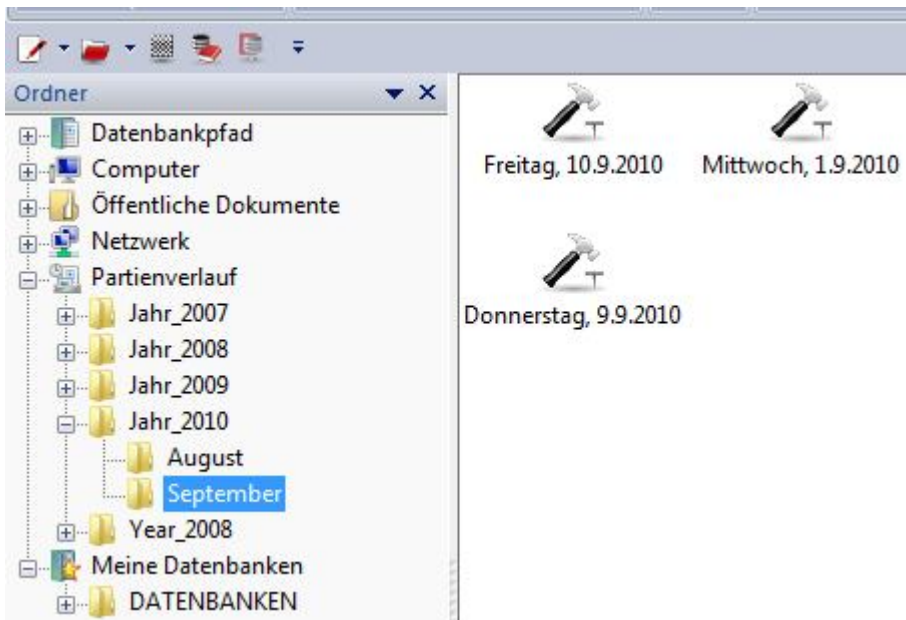 Ordner
Datenbankpfad
Computer
Öffentliche Dokumente
Netzwerk
Partienverlauf
Jahr_2007
Jahr_2008
Jahr_2009
Jahr_2010
August
September
Year_2008
Meine Datenbanken
DATENBANKEN
Freitag, 10.9.2010
Mittwoch, 1.9.2010
Donnerstag, 9.9.2010